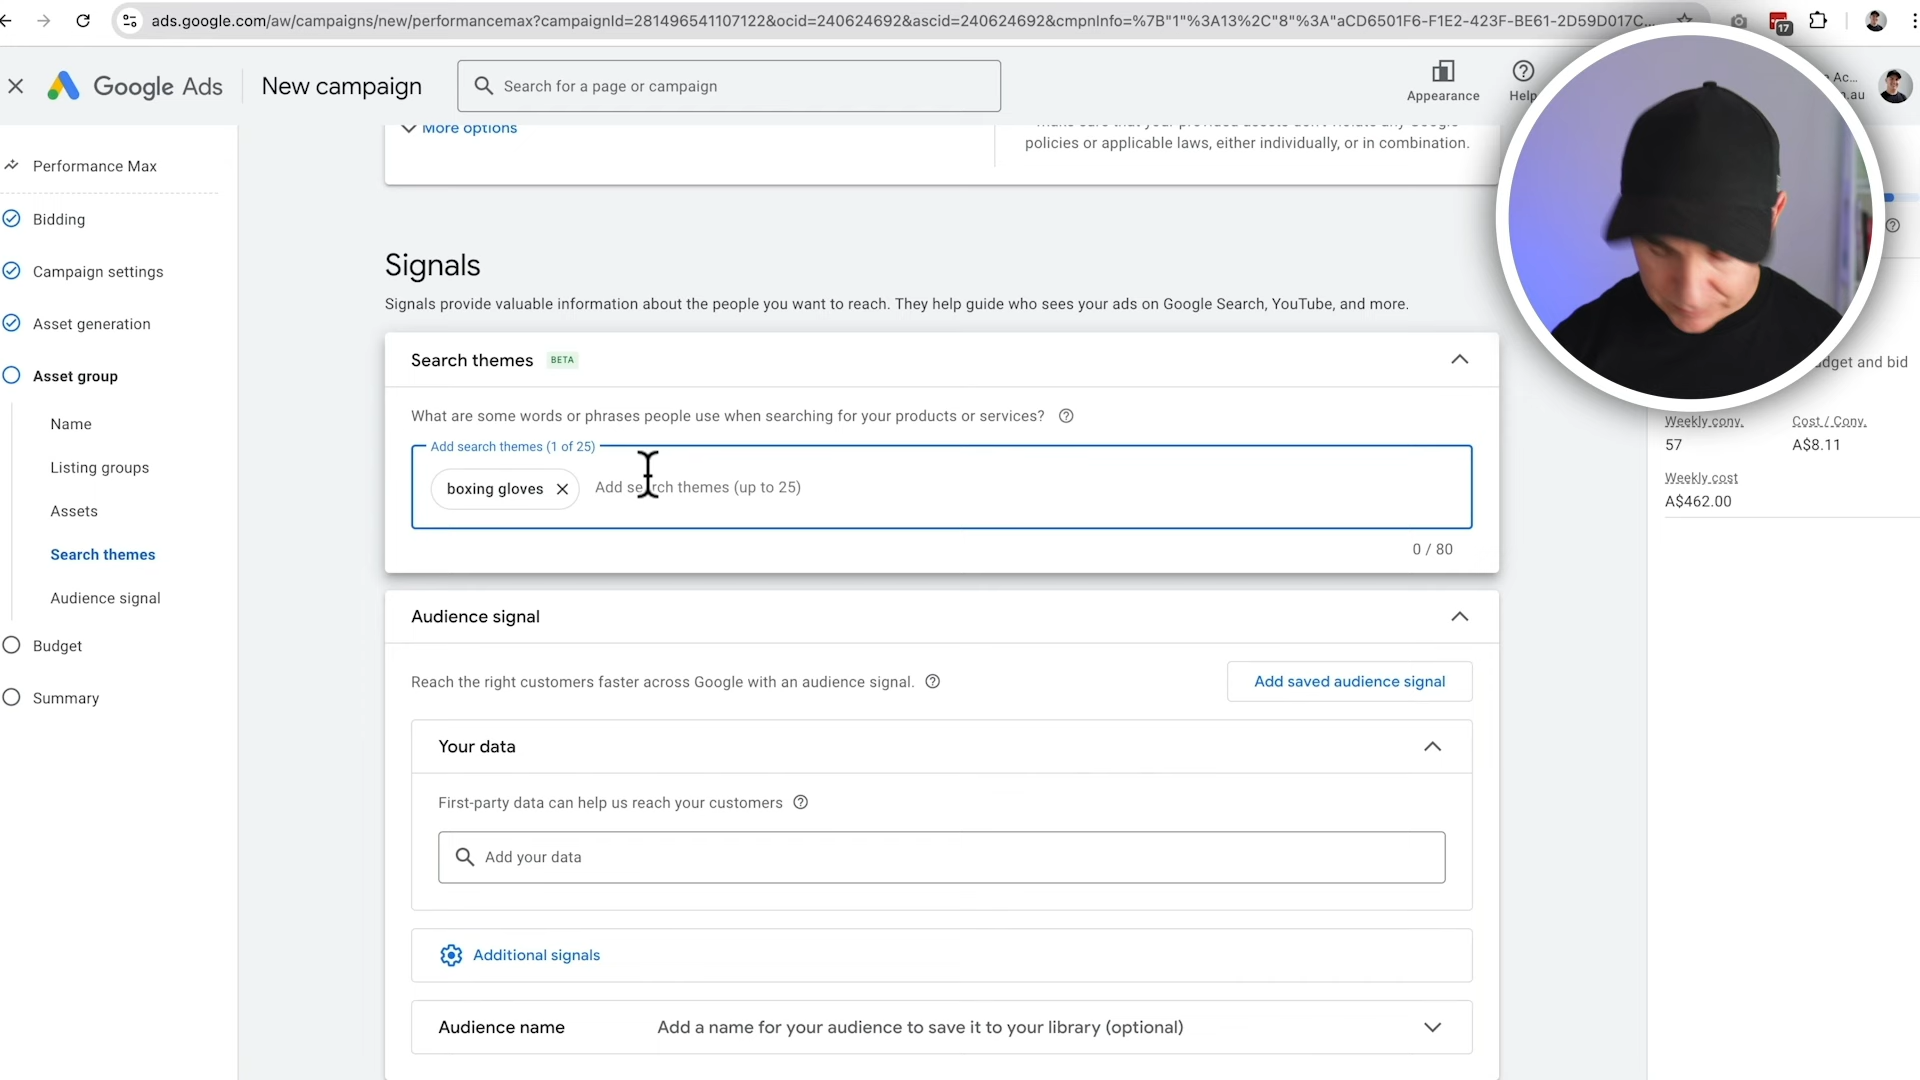 ads.google.com/aw/campaigns/new/performancemax?campaignId=281496541107122&ocid=240624692&ascid=240624692&cmpnInfo=%7B"1"%3A13%2C"8"%3A"aCD6501F6-F1E2-423F-BE61-2D59D017C...
17
Google Ads
New campaign
Search for a page or campaign
Appearance
Help
Ac...
.au
More options
policies or applicable laws, either individually, or in combination.
Performance Max
Bidding
Campaign settings
Asset generation
Asset group
Name
Listing groups
Assets
Search themes
Audience signal
Budget
Summary
Signals
Signals provide valuable information about the people you want to reach. They help guide who sees your ads on Google Search, YouTube, and more.
Search themes BETA
What are some words or phrases people use when searching for your products or services?
Add search themes (1 of 25)
boxing gloves
Add search themes (up to 25)
0 / 80
Audience signal
Reach the right customers faster across Google with an audience signal.
Add saved audience signal
Your data
First-party data can help us reach your customers
Add your data
Additional signals
Audience name
Add a name for your audience to save it to your library (optional)
and bid
Weekly conv.
57
Cost / Conv.
A$8.11
Weekly cost
A$462.00